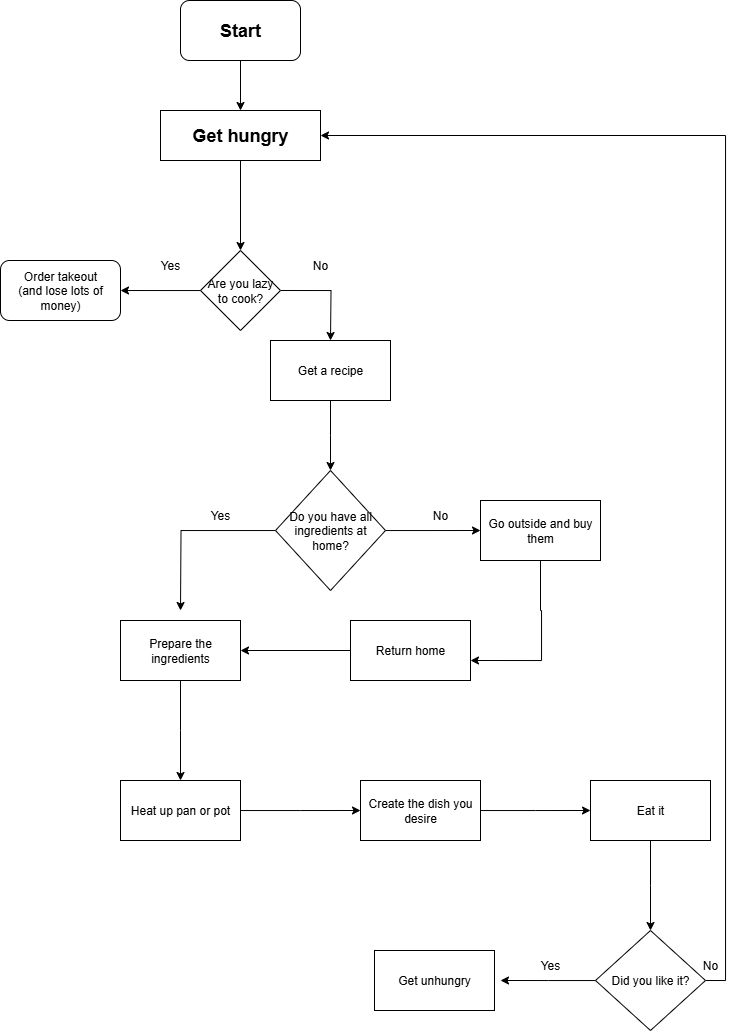 Start
Get hungry
Yes
No
Order takeout
(and lose lots of
money)
Are you lazy
to cook?
Get a recipe
Yes
No
Do you have all
ingredients at
home?
Go outside and buy
them
Prepare the
ingredients
Return home
Heat up pan or pot
Create the dish you
desire
Eat it
Yes
No
Get unhungry
Did you like it?